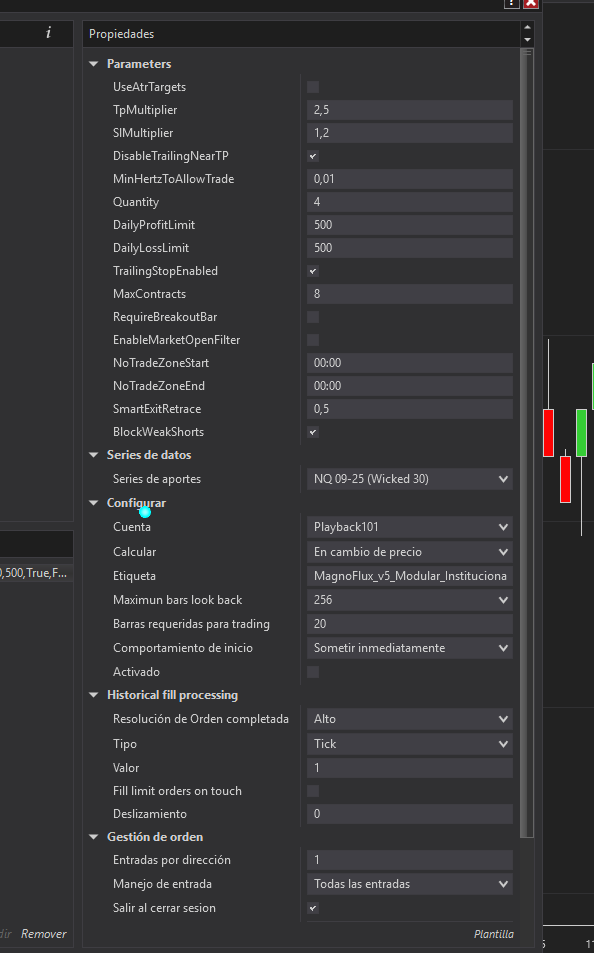 ?
i
Propiedades
Parameters
UseAtrTargets
TpMultiplier 2,5
SlMultiplier 1,2
DisableTrailingNearTP
MinHertzToAllowTrade 0,01
Quantity 4
DailyProfitLimit 500
DailyLossLimit 500
TrailingStopEnabled
MaxContracts 8
RequireBreakoutBar
EnableMarketOpenFilter
NoTradeZoneStart 00:00
NoTradeZoneEnd 00:00
SmartExitRetrace 0,5
BlockWeakShorts
Series de datos
Series de aportes NQ 09-25 (Wicked 30)
Configurar
Cuenta Playback101
Calcular En cambio de precio
,500,True,F... Etiqueta MagnoFlux_v5_Modular_Instituciona
Maximun bars look back 256
Barras requeridas para trading 20
Comportamiento de inicio Someter inmediatamente
Activado
Historical fill processing
Resolución de Orden completada Alto
Tipo Tick
Valor 1
Fill limit orders on touch
Deslizamiento 0
Gestión de orden
Entradas por dirección 1
Manejo de entrada Todas las entradas
Salir al cerrar sesion
Remover Plantilla